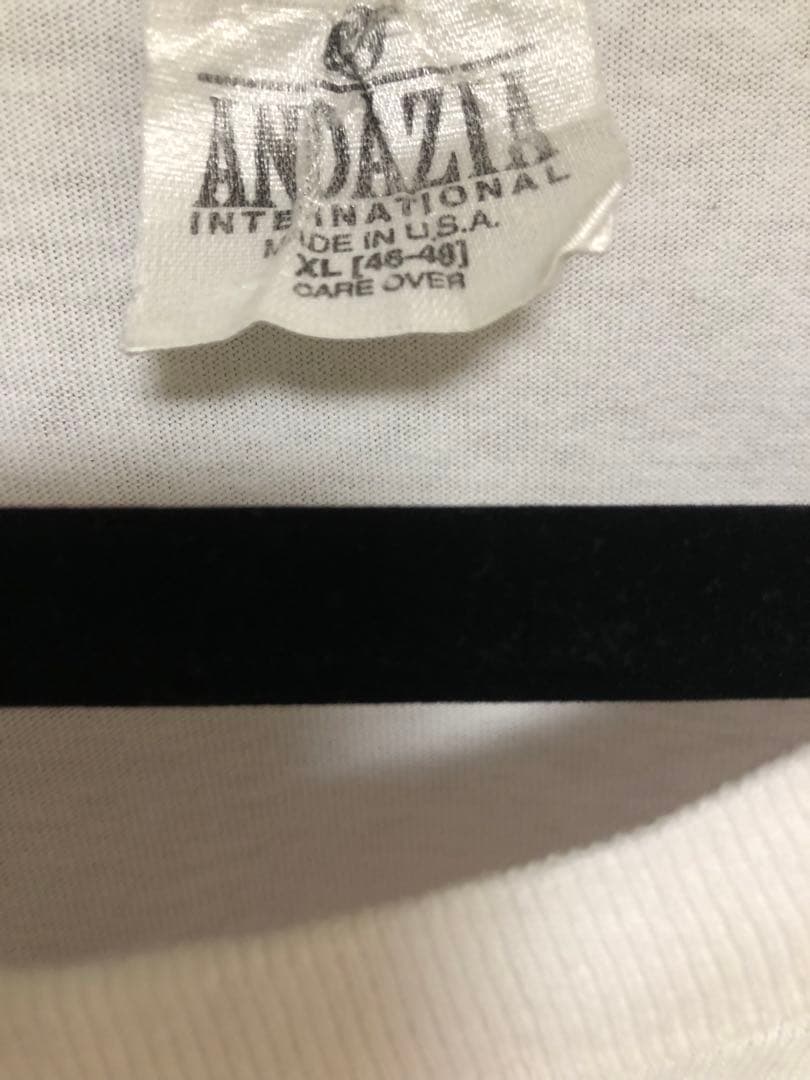 ANDAZIA
INTERNATIONAL
MADE IN U.S.A.
XL [46-48]
CARE OVER